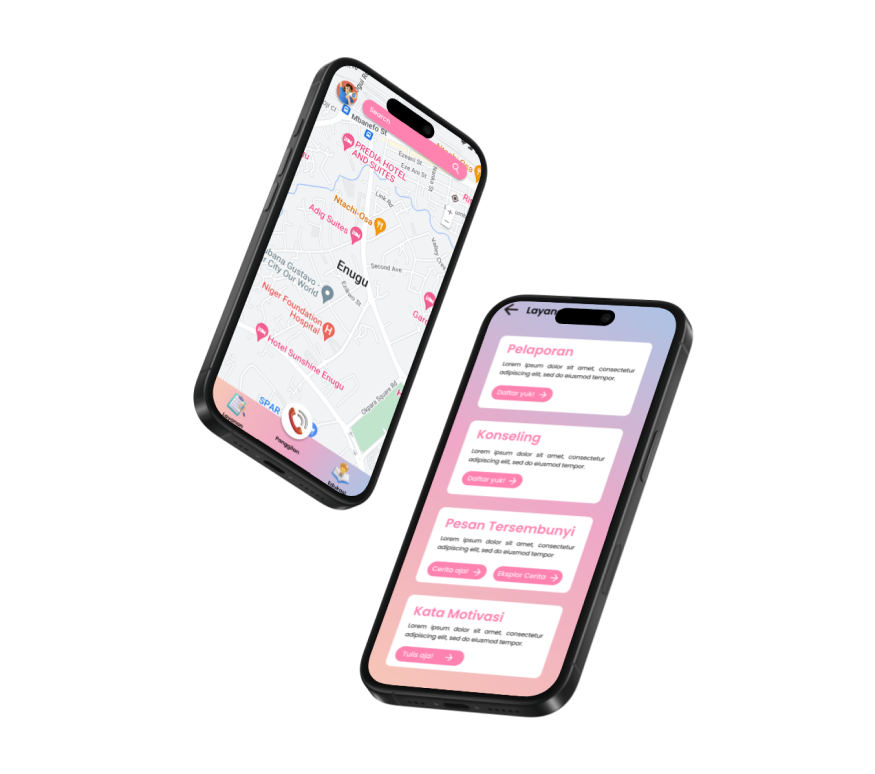 Search
Mbanefo St
PREDIA HOTEL
AND SUITES
Ezeani St
Eze Ani St
Link Rd
Ntachi-Osa
Adig Suites
Second Ave
Enugu
Ezikwo St
City Our World
Niger Foundation
Hospital
Hotel Sunshine Enugu
Okpara Square Rd
SPAR
Layanan
Panggilan
Edukasi
Layan
Pelaporan
Lorem ipsum dolor sit amet, consectetur
adipiscing elit, sed do eiusmod tempor.
Daftar yuk!
Konseling
Lorem ipsum dolor sit amet, consectetur
adipiscing elit, sed do eiusmod tempor.
Daftar yuk!
Pesan Tersembunyi
Lorem ipsum dolor sit amet, consectetur
adipiscing elit, sed do eiusmod tempor
Cerita aja! Eksplor Cerita
Kata Motivasi
Lorem ipsum dolor sit amet, consectetur
adipiscing elit, sed do eiusmod tempor.
Tulis aja!